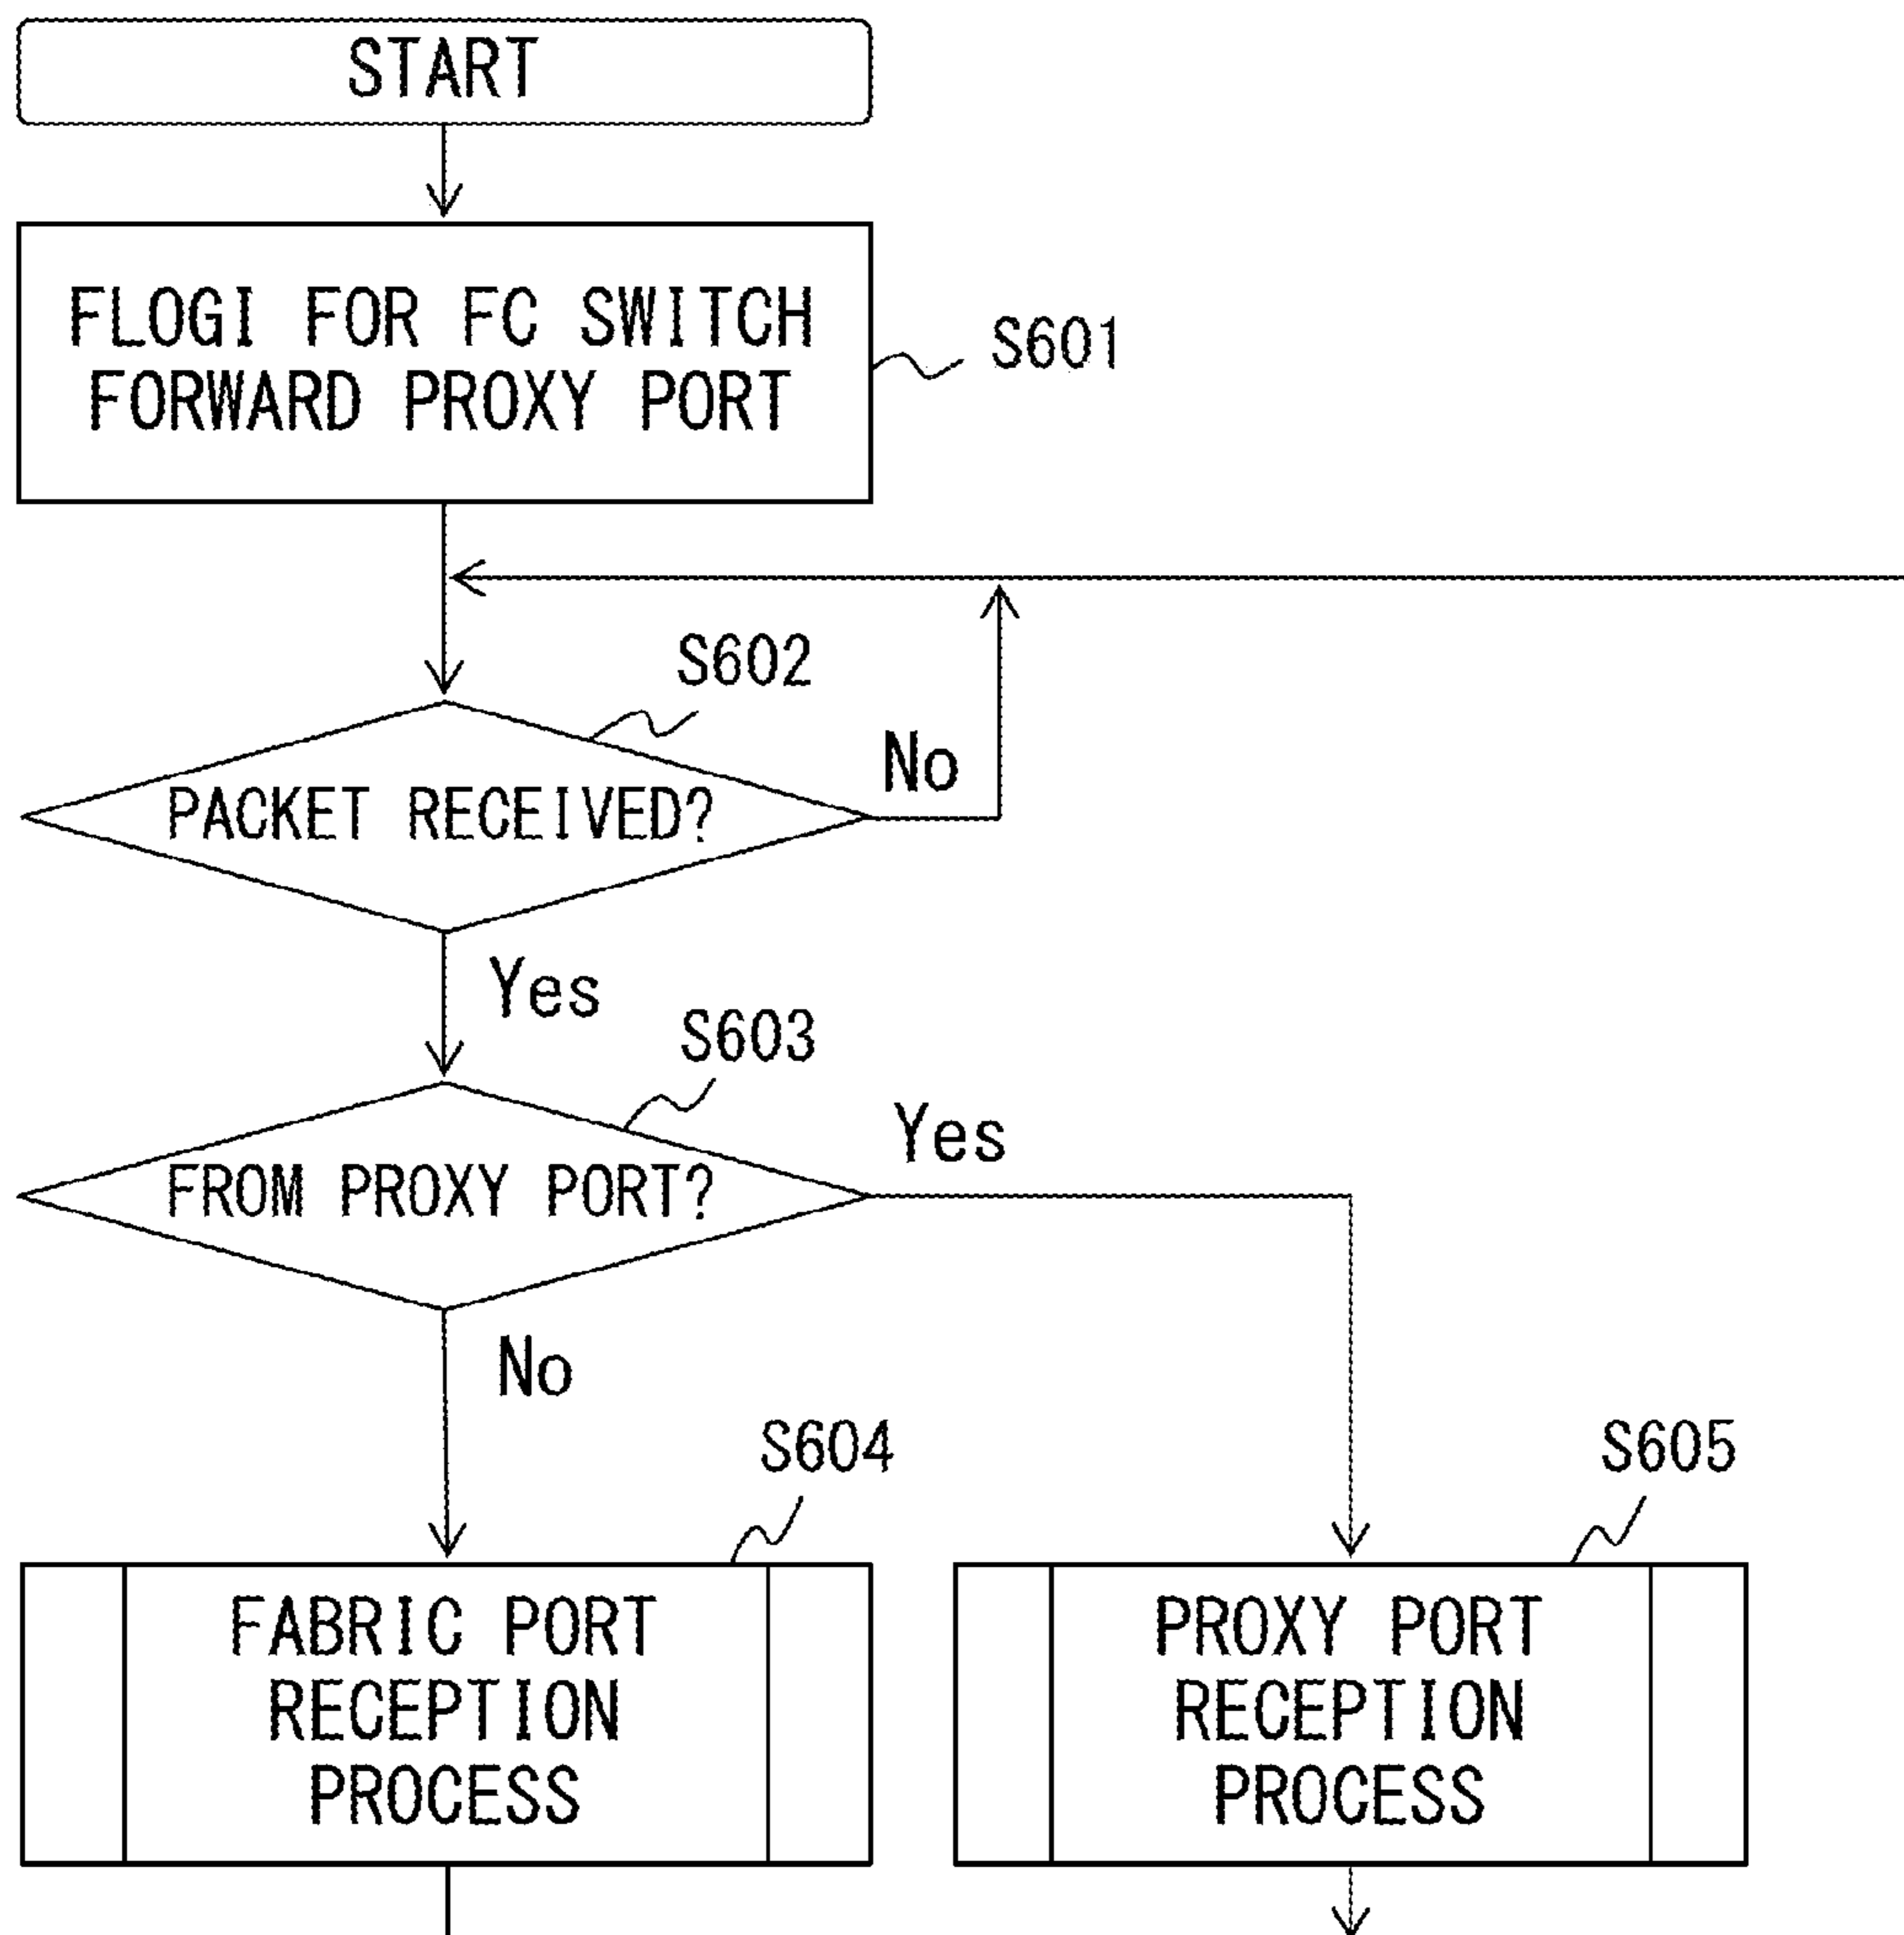 START
FLOGI FOR FC SWITCH
FORWARD PROXY PORT
S601
S602
No
PACKET RECEIVED?
Yes
S603
Yes
FROM PROXY PORT?
No
S604
S605
FABRIC PORT
RECEPTION
PROCESS
PROXY PORT
RECEPTION
PROCESS